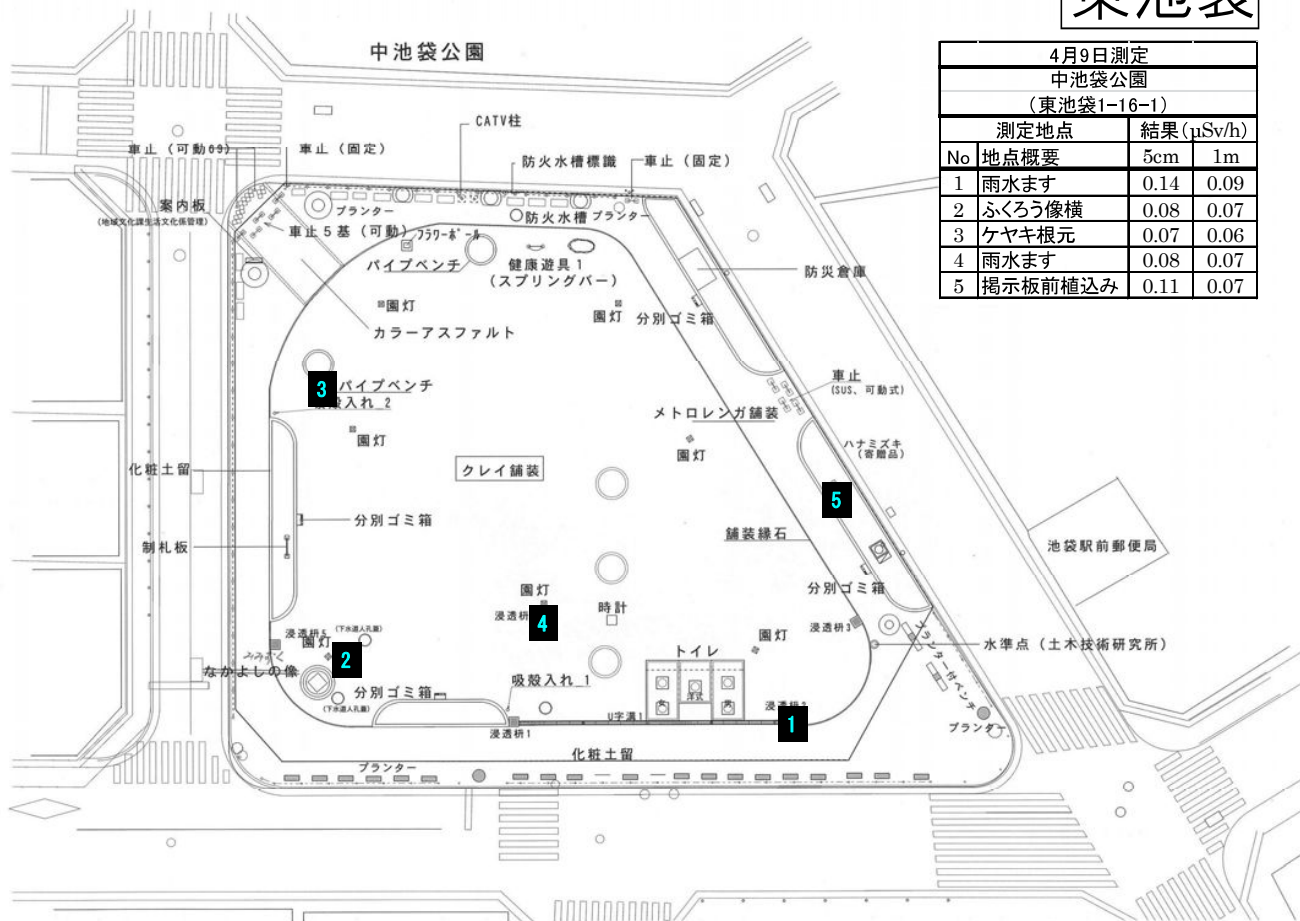 東池袋
中池袋公園
4月9日測定
中池袋公園
（東池袋1-16-1）
測定地点 結果（μSv/h）
No 地点概要 5cm 1m
1 雨水ます 0.14 0.09
2 ふくろう像横 0.08 0.07
3 ケヤキ根元 0.07 0.06
4 雨水ます 0.08 0.07
5 掲示板前植込み 0.11 0.07
CATV柱
車止（可動69）
車止（固定）
防火水槽標識
車止（固定）
案内板
(地域文化課生活文化係管理)
プランター
防火水槽
プランター
車止５基（可動）
フラワーポール
パイプベンチ
健康遊具１
(スプリングバー)
防災倉庫
園灯
園灯
分別ゴミ箱
カラーアスファルト
3
パイプベンチ
吸殻入れ_2
車止
(SUS、可動式)
メトロレンガ舗装
園灯
園灯
ハナミズキ
(寄贈品)
化粧土留
クレイ舗装
5
分別ゴミ箱
舗装縁石
制札板
池袋駅前郵便局
園灯
分別ゴミ箱
浸透桝
4
時計
浸透桝5
(下水道人孔蓋)
園灯
園灯
浸透桝3
水準点（土木技術研究所）
みみずく
2
トイレ
なかよしの像
プランター付ベンチ
分別ゴミ箱
吸殻入れ_1
(下水道人孔蓋)
女
洋式
男
U字溝1
浸透桝2
1
浸透桝1
プランター
化粧土留
プランター